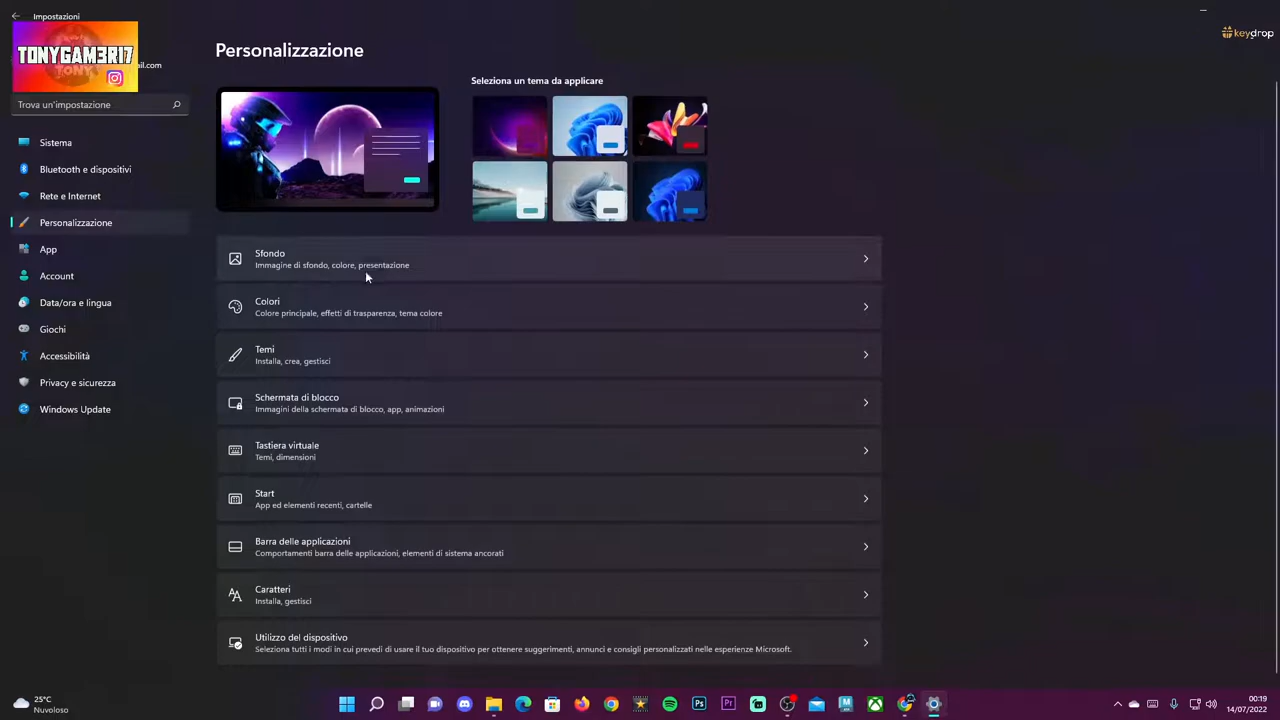 Impostazioni
TONYGAM3R17
TONY
ail.com
Trova un'impostazione
Sistema
Bluetooth e dispositivi
Rete e Internet
Personalizzazione
App
Account
Data/ora e lingua
Giochi
Accessibilità
Privacy e sicurezza
Windows Update
Personalizzazione
Seleziona un tema da applicare
keydrop
Sfondo
Immagine di sfondo, colore, presentazione
Colori
Colore principale, effetti di trasparenza, tema colore
Temi
Installa, crea, gestisci
Schermata di blocco
Immagini della schermata di blocco, app, animazioni
Tastiera virtuale
Temi, dimensioni
Start
App ed elementi recenti, cartelle
Barra delle applicazioni
Comportamenti barra delle applicazioni, elementi di sistema ancorati
Caratteri
Installa, gestisci
Utilizzo del dispositivo
Seleziona tutti i modi in cui prevedi di usare il tuo dispositivo per ottenere suggerimenti, annunci e consigli personalizzati nelle esperienze Microsoft.
25°C
Nuvoloso
Ps
Pr
M
00:19
14/07/2022